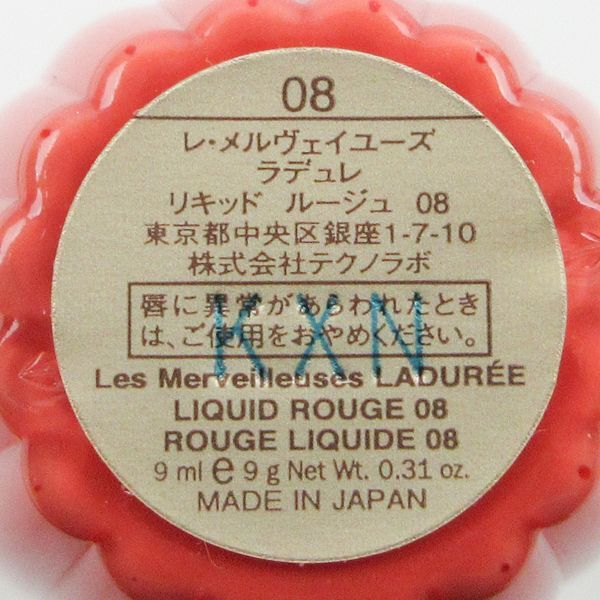 08
レ・メルヴェイユーズ
ラデュレ
リキッド ルージュ 08
東京都中央区銀座1-7-10
株式会社テクノラボ
唇に異常があらわれたとき
は、ご使用をおやめください。
KXN
Les Merveilleuses LADURÉE
LIQUID ROUGE 08
ROUGE LIQUIDE 08
9 ml e 9 g Net Wt. 0.31 oz.
MADE IN JAPAN